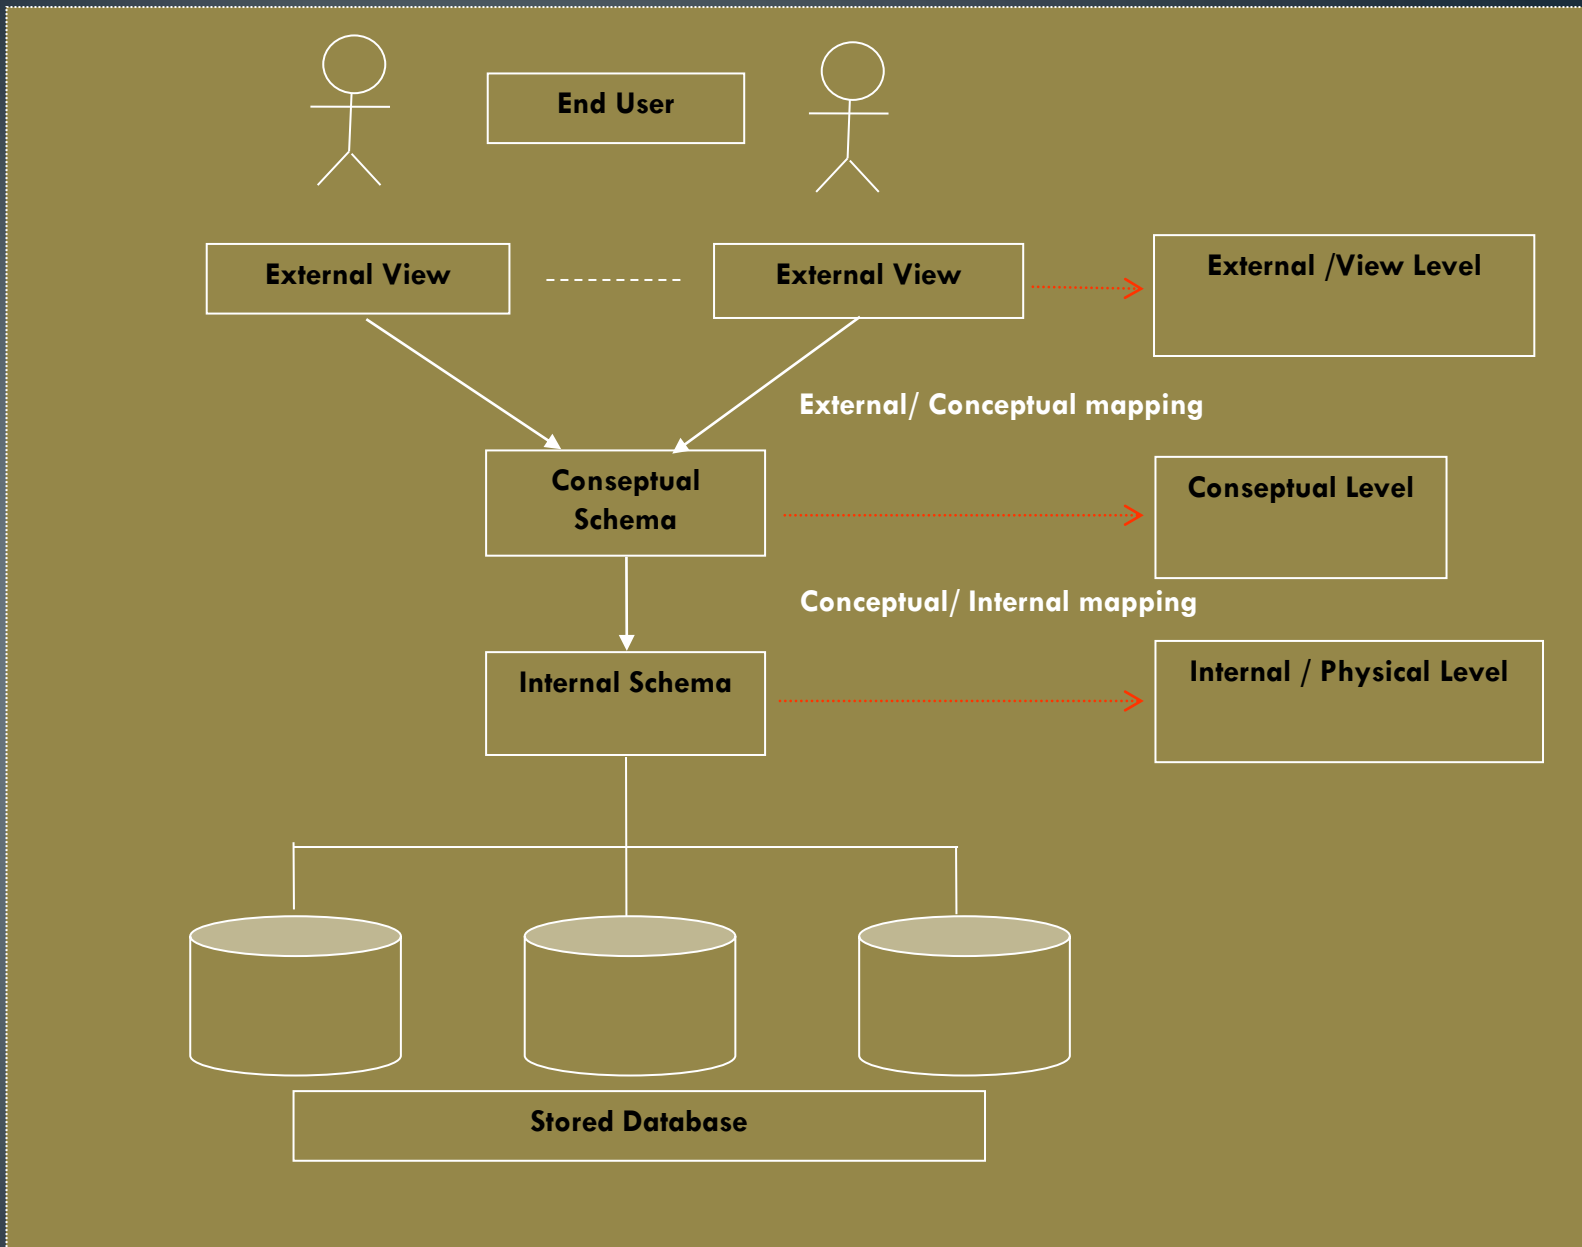 End User
External View
External View
External /View Level
External/ Conceptual mapping
Conseptual
Schema
Conseptual Level
Conceptual/ Internal mapping
Internal Schema
Internal / Physical Level
Stored Database